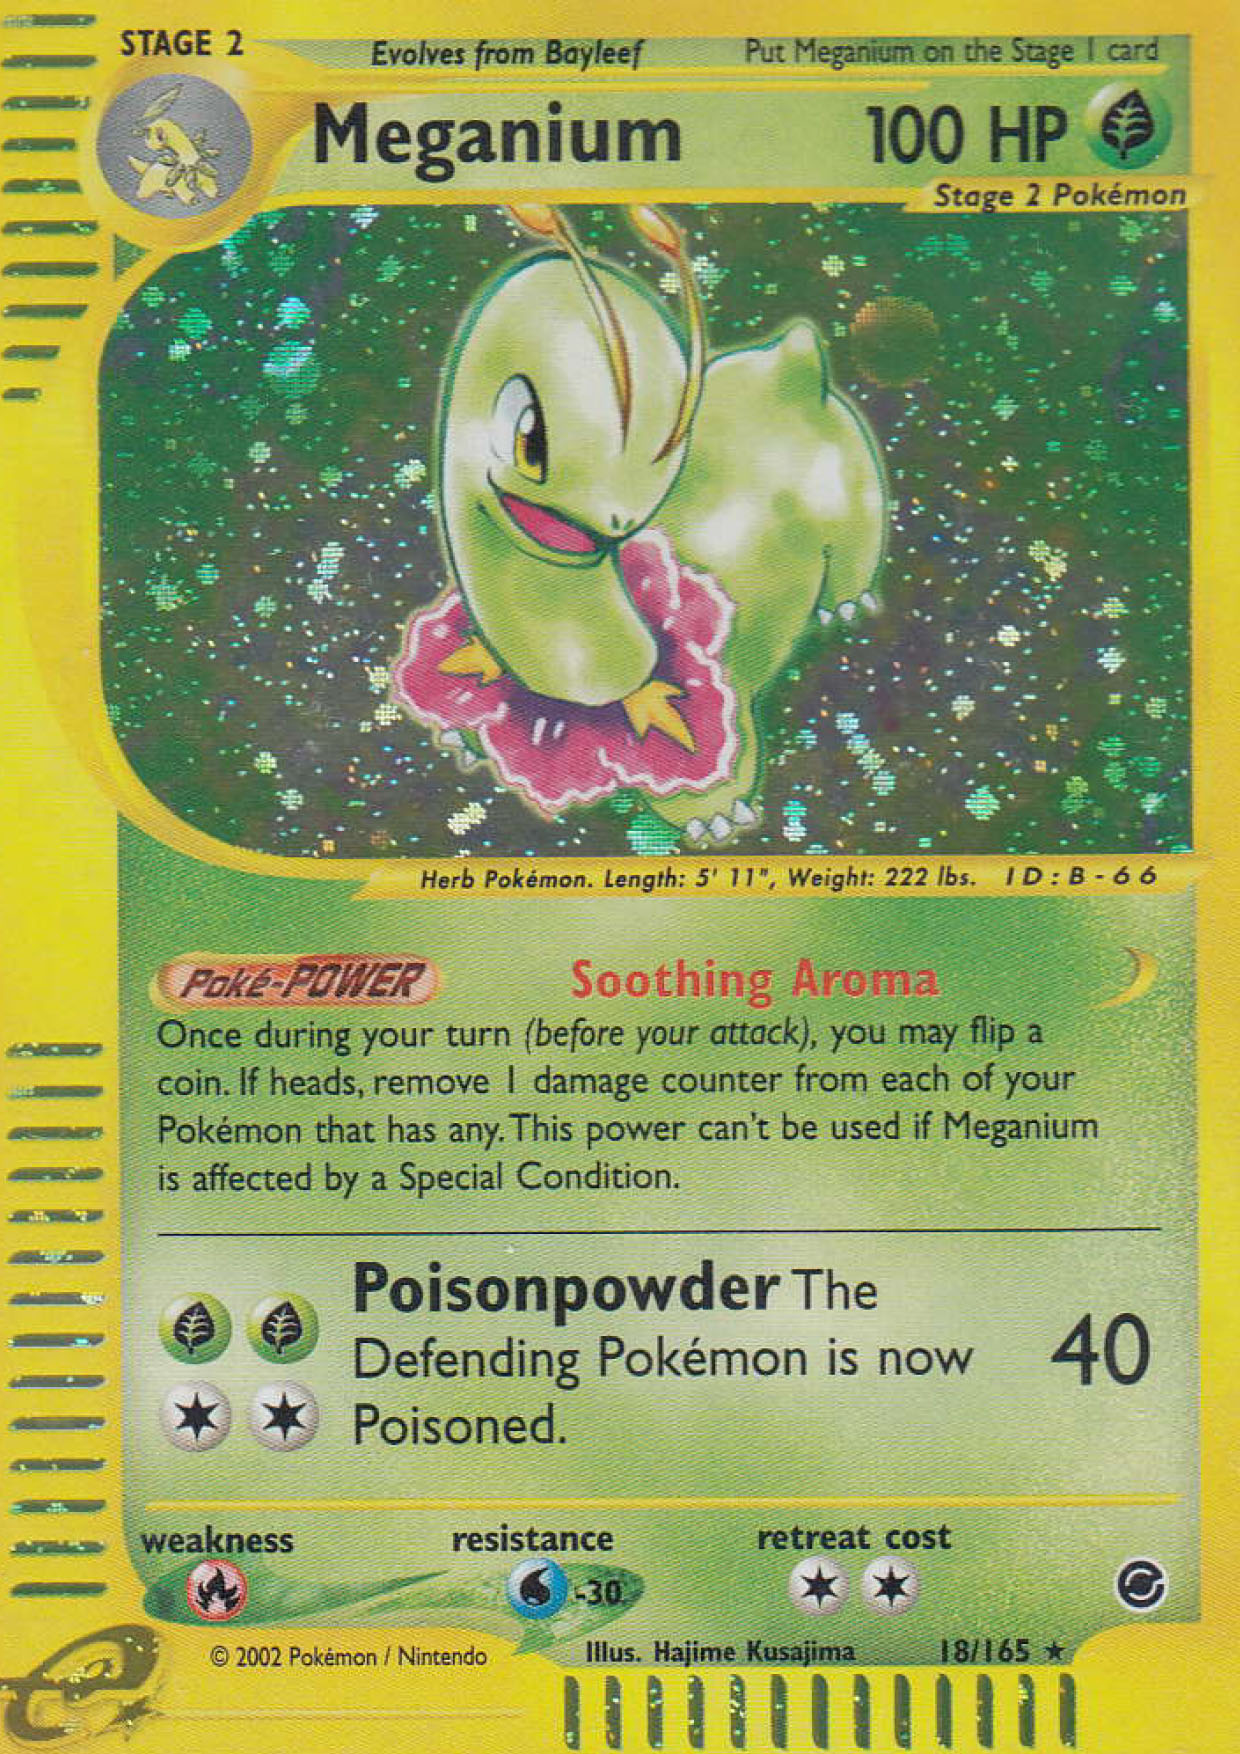 STAGE 2
Evolves from Bayleef
Put Meganium on the Stage 1 card
Meganium
100 HP
Stage 2 Pokémon
Herb Pokémon. Length: 5' 11", Weight: 222 lbs. ID:B-66
Poké-POWER
Soothing Aroma
Once during your turn (before your attack), you may flip a
coin. If heads, remove 1 damage counter from each of your
Pokémon that has any. This power can't be used if Meganium
is affected by a Special Condition.
Poisonpowder The
Defending Pokémon is now
Poisoned.
40
weakness
resistance
retreat cost
-30
© 2002 Pokémon / Nintendo
Illus. Hajime Kusajima
18/165 ★
e